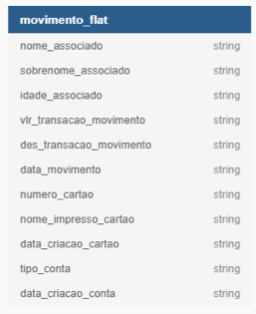 movimento_flat
nome_associado string
sobrenome_associado string
idade_associado string
vlr_transacao_movimento string
des_transacao_movimento string
data_movimento string
numero_cartao string
nome_impresso_cartao string
data_criacao_cartao string
tipo_conta string
data_criacao_conta string